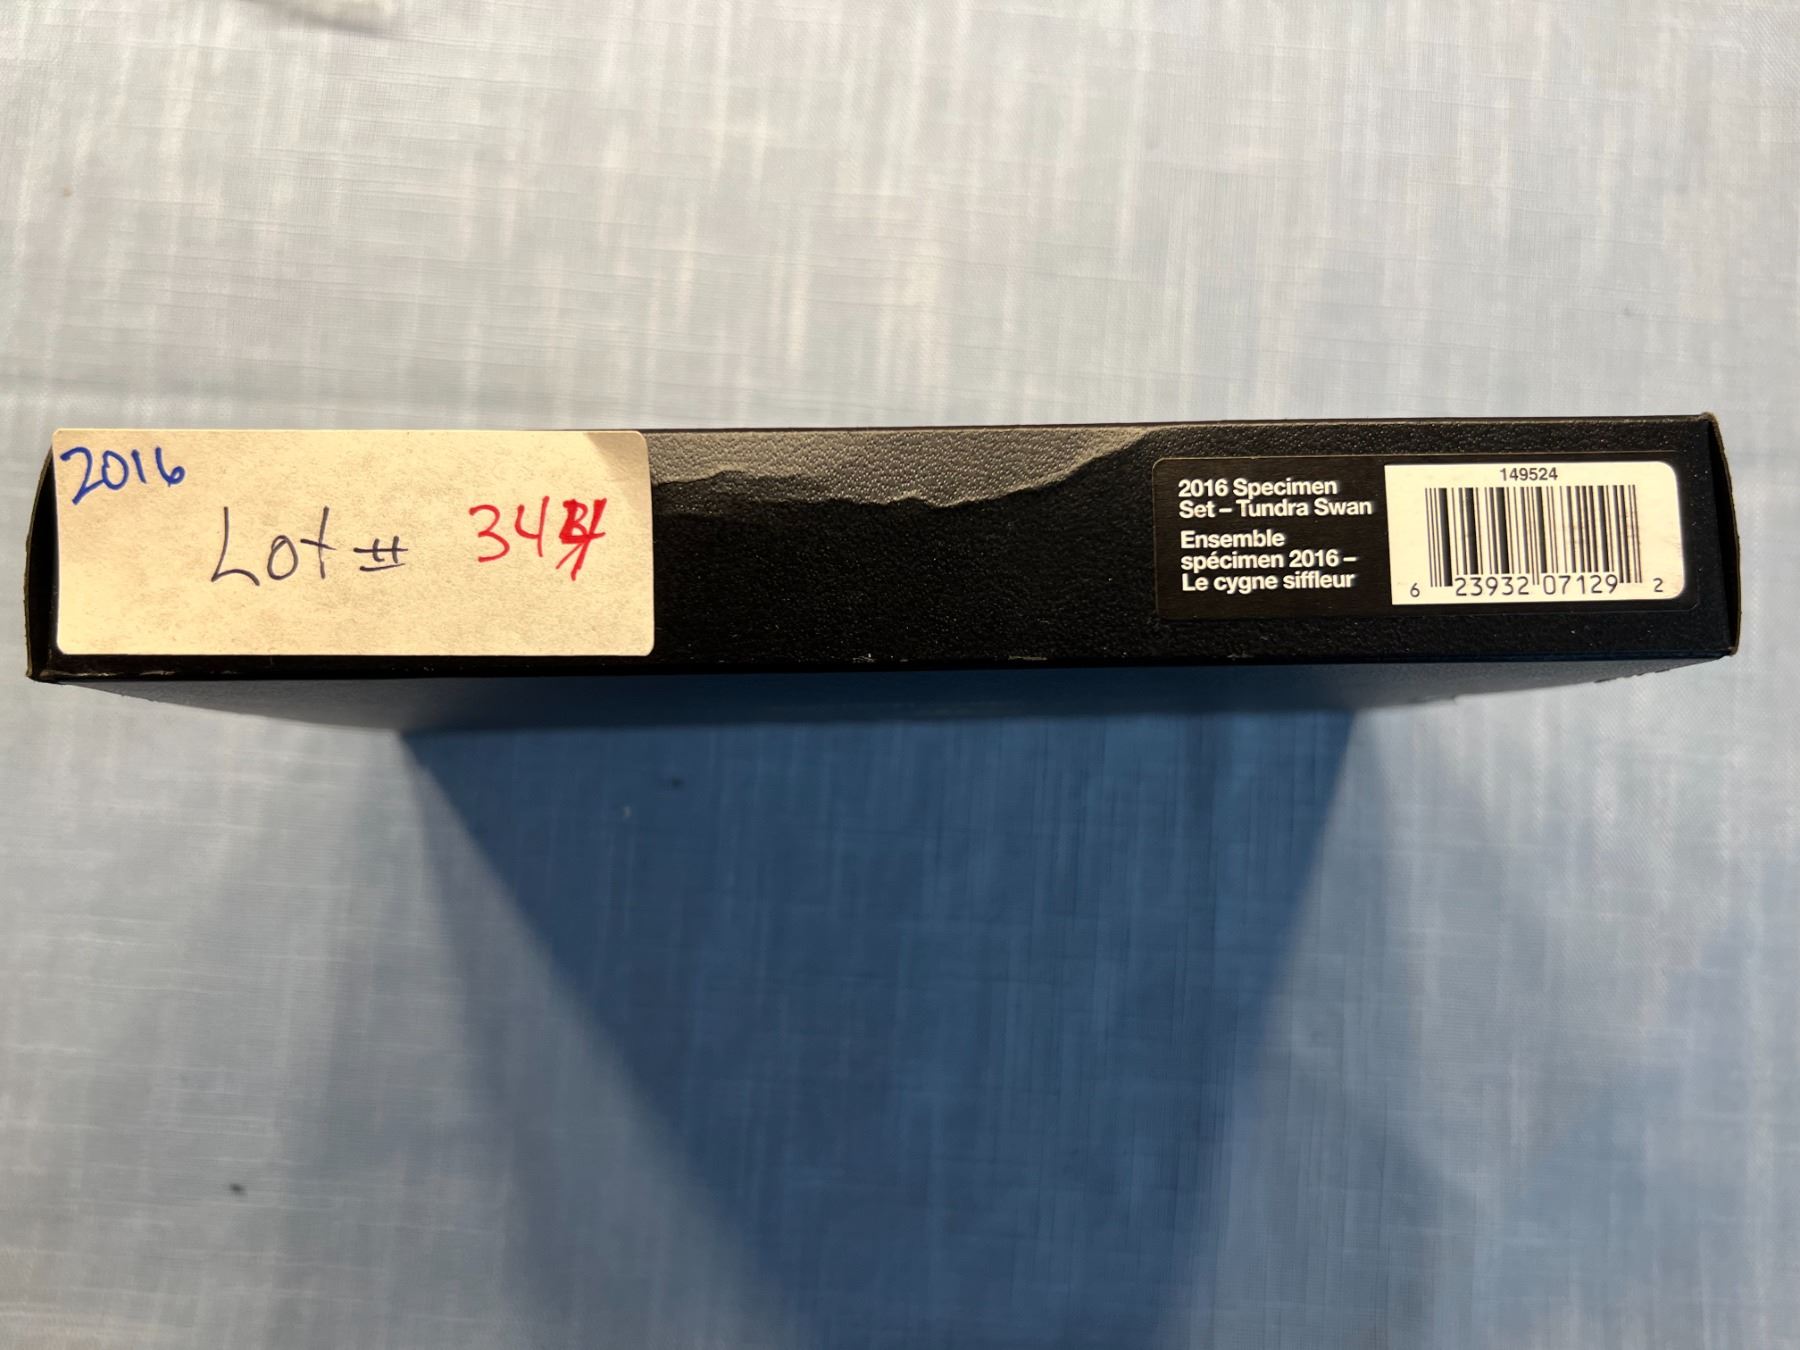 2016
Lot # 34
2016 Specimen
Set – Tundra Swan
Ensemble
spécimen 2016 –
Le cygne siffleur
149524
6 23932 07129 2